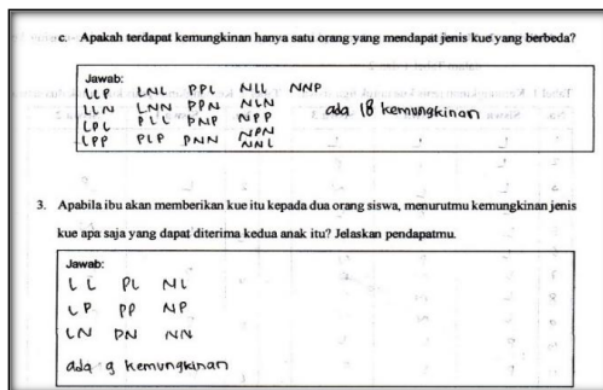 c. Apakah terdapat kemungkinan hanya satu orang yang mendapat jenis kue yang berbeda?
Jawab:
LLP LNL PPL NLL NNP
LLN LNN PPN NLN ada 18 kemungkinan
LPL PLL PNP NPP
LPP PLP PNN NPN
NNL
3. Apabila ibu akan memberikan kue itu kepada dua orang siswa, menurutmu kemungkinan jenis
kue apa saja yang dapat diterima kedua anak itu? Jelaskan pendapatmu.
Jawab:
LL PL NL
LP PP NP
LN PN NN
ada 9 kemungkinan